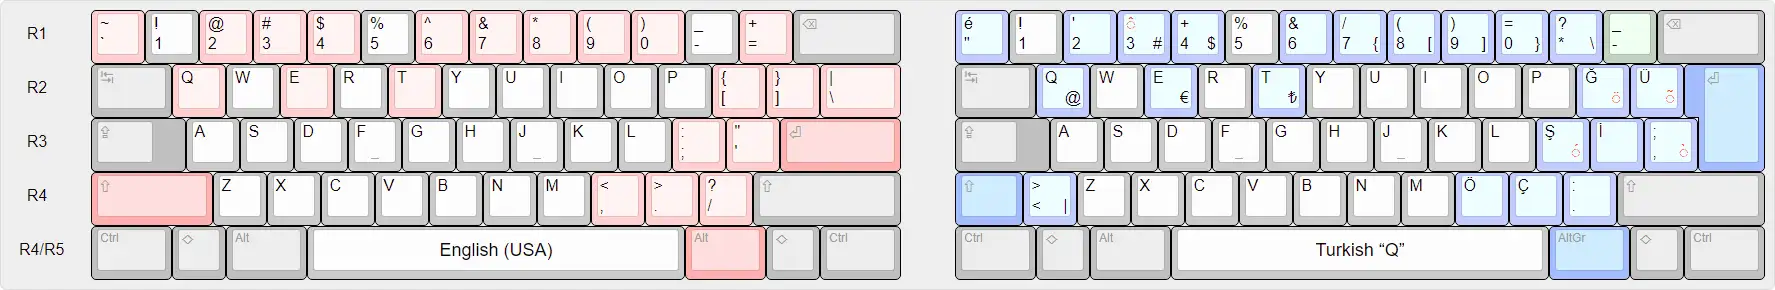 R1 ~ ` ! 1 @ 2 # 3 $ 4 % 5 ^ 6 & 7 * 8 ( 9 ) 0 _ - + = é " ! 1 ' 2 ̂ 3 # + 4 $ % 5 & 6 / 7 { ( 8 [ ) 9 ] = 0 } ? * \ _ -
R2 Q W E R T Y U I O P { [ } ] | \ Q @ W E € R T ₺ Y U I O P Ğ ̈ Ü ̃
R3 A S D F _ G H J _ K L : ; " ' A S D F _ G H J _ K L Ş ́ İ ; , ̀
R4 Z X C V B N M < , > . ? / > < | Z X C V B N M Ö Ç : .
R4/R5 Ctrl Alt English (USA) Alt Ctrl Ctrl Alt Turkish “Q” AltGr Ctrl